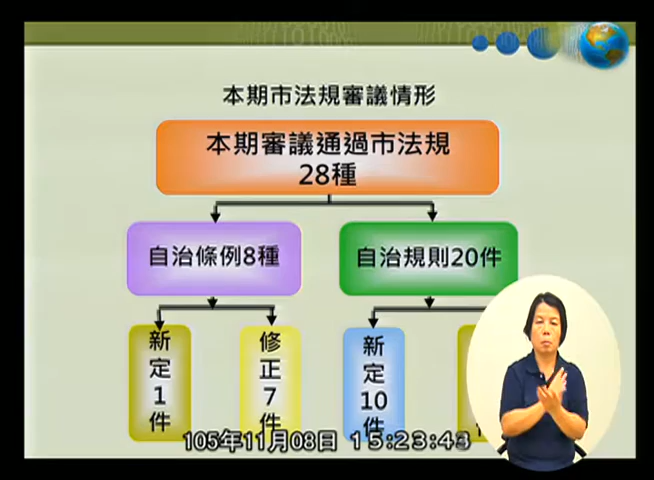 本期市法規審議情形
本期審議通過市法規
28種
自治條例8種
自治規則20件
新定1件
修正7件
新定10件
105年11月08日 15:23:43